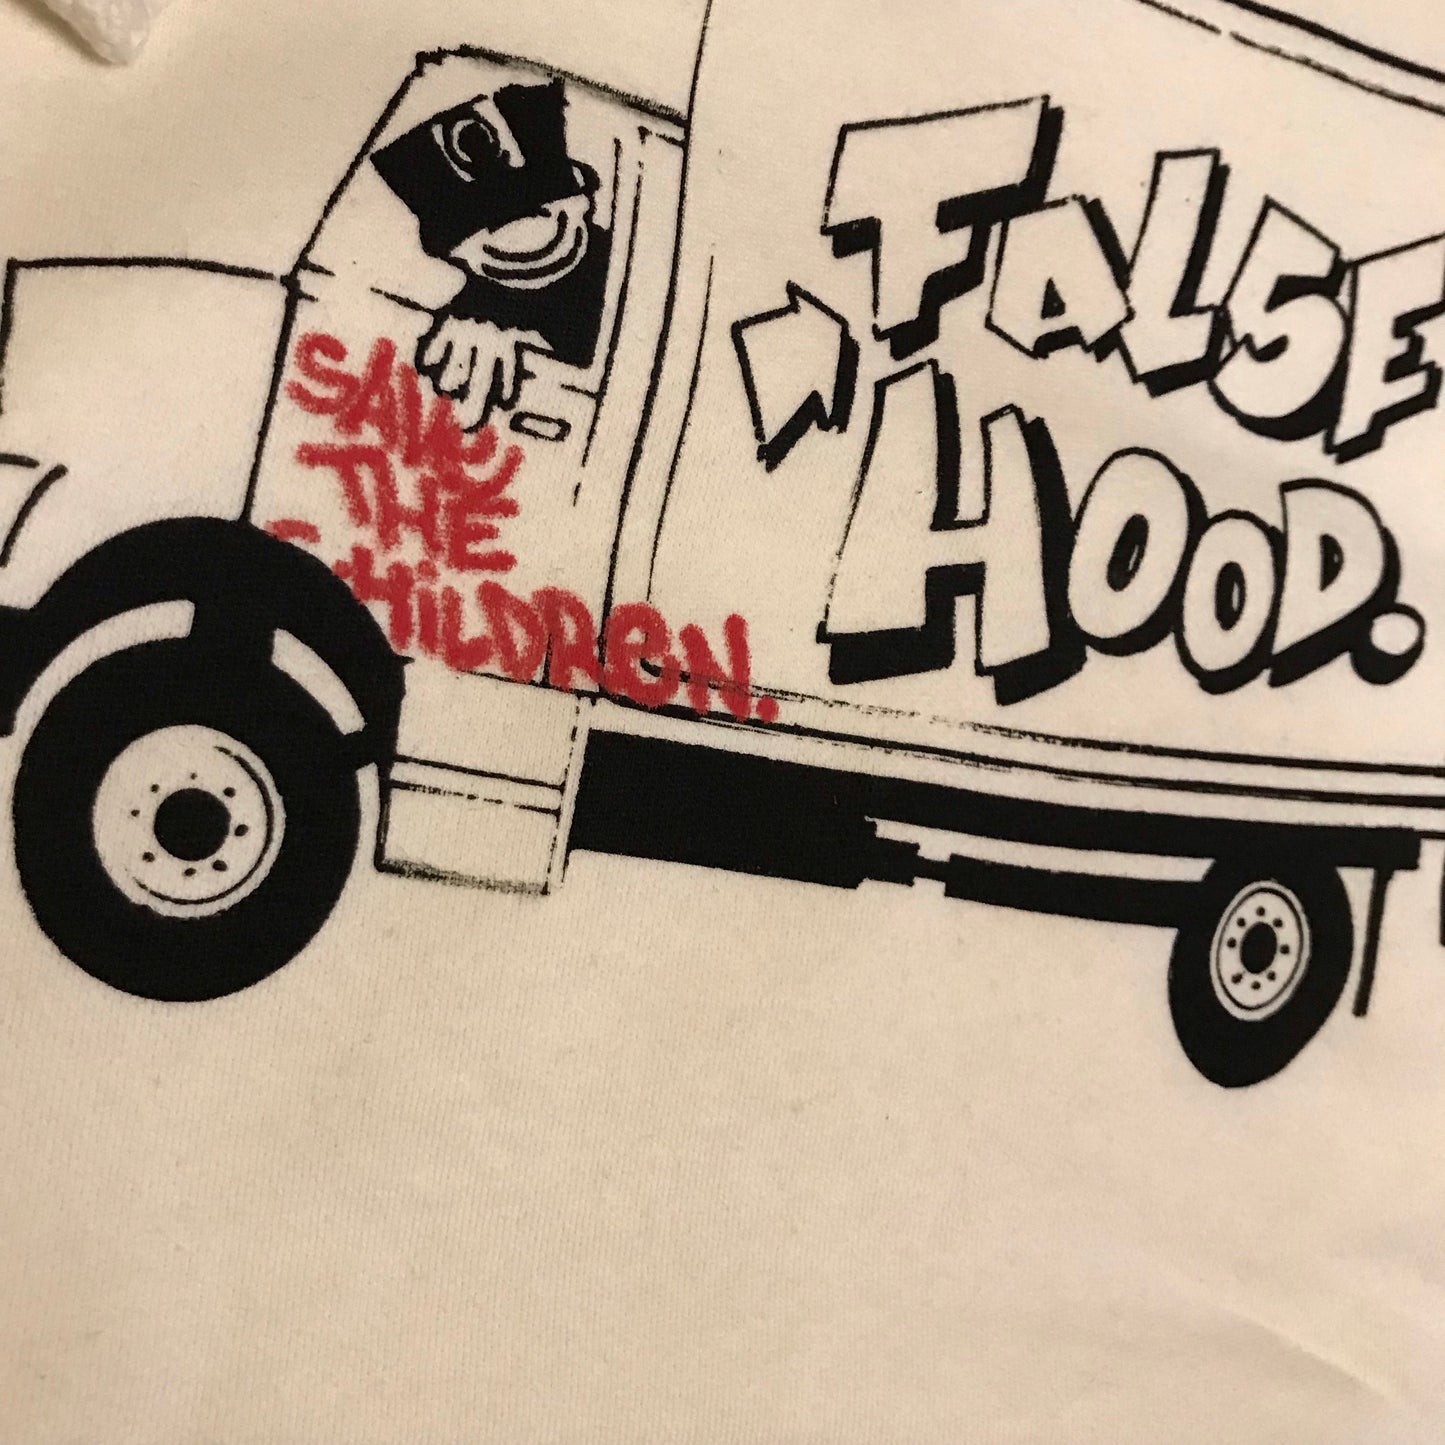 FALSE
HOOD.
SAVE
THE
CHILDREN.